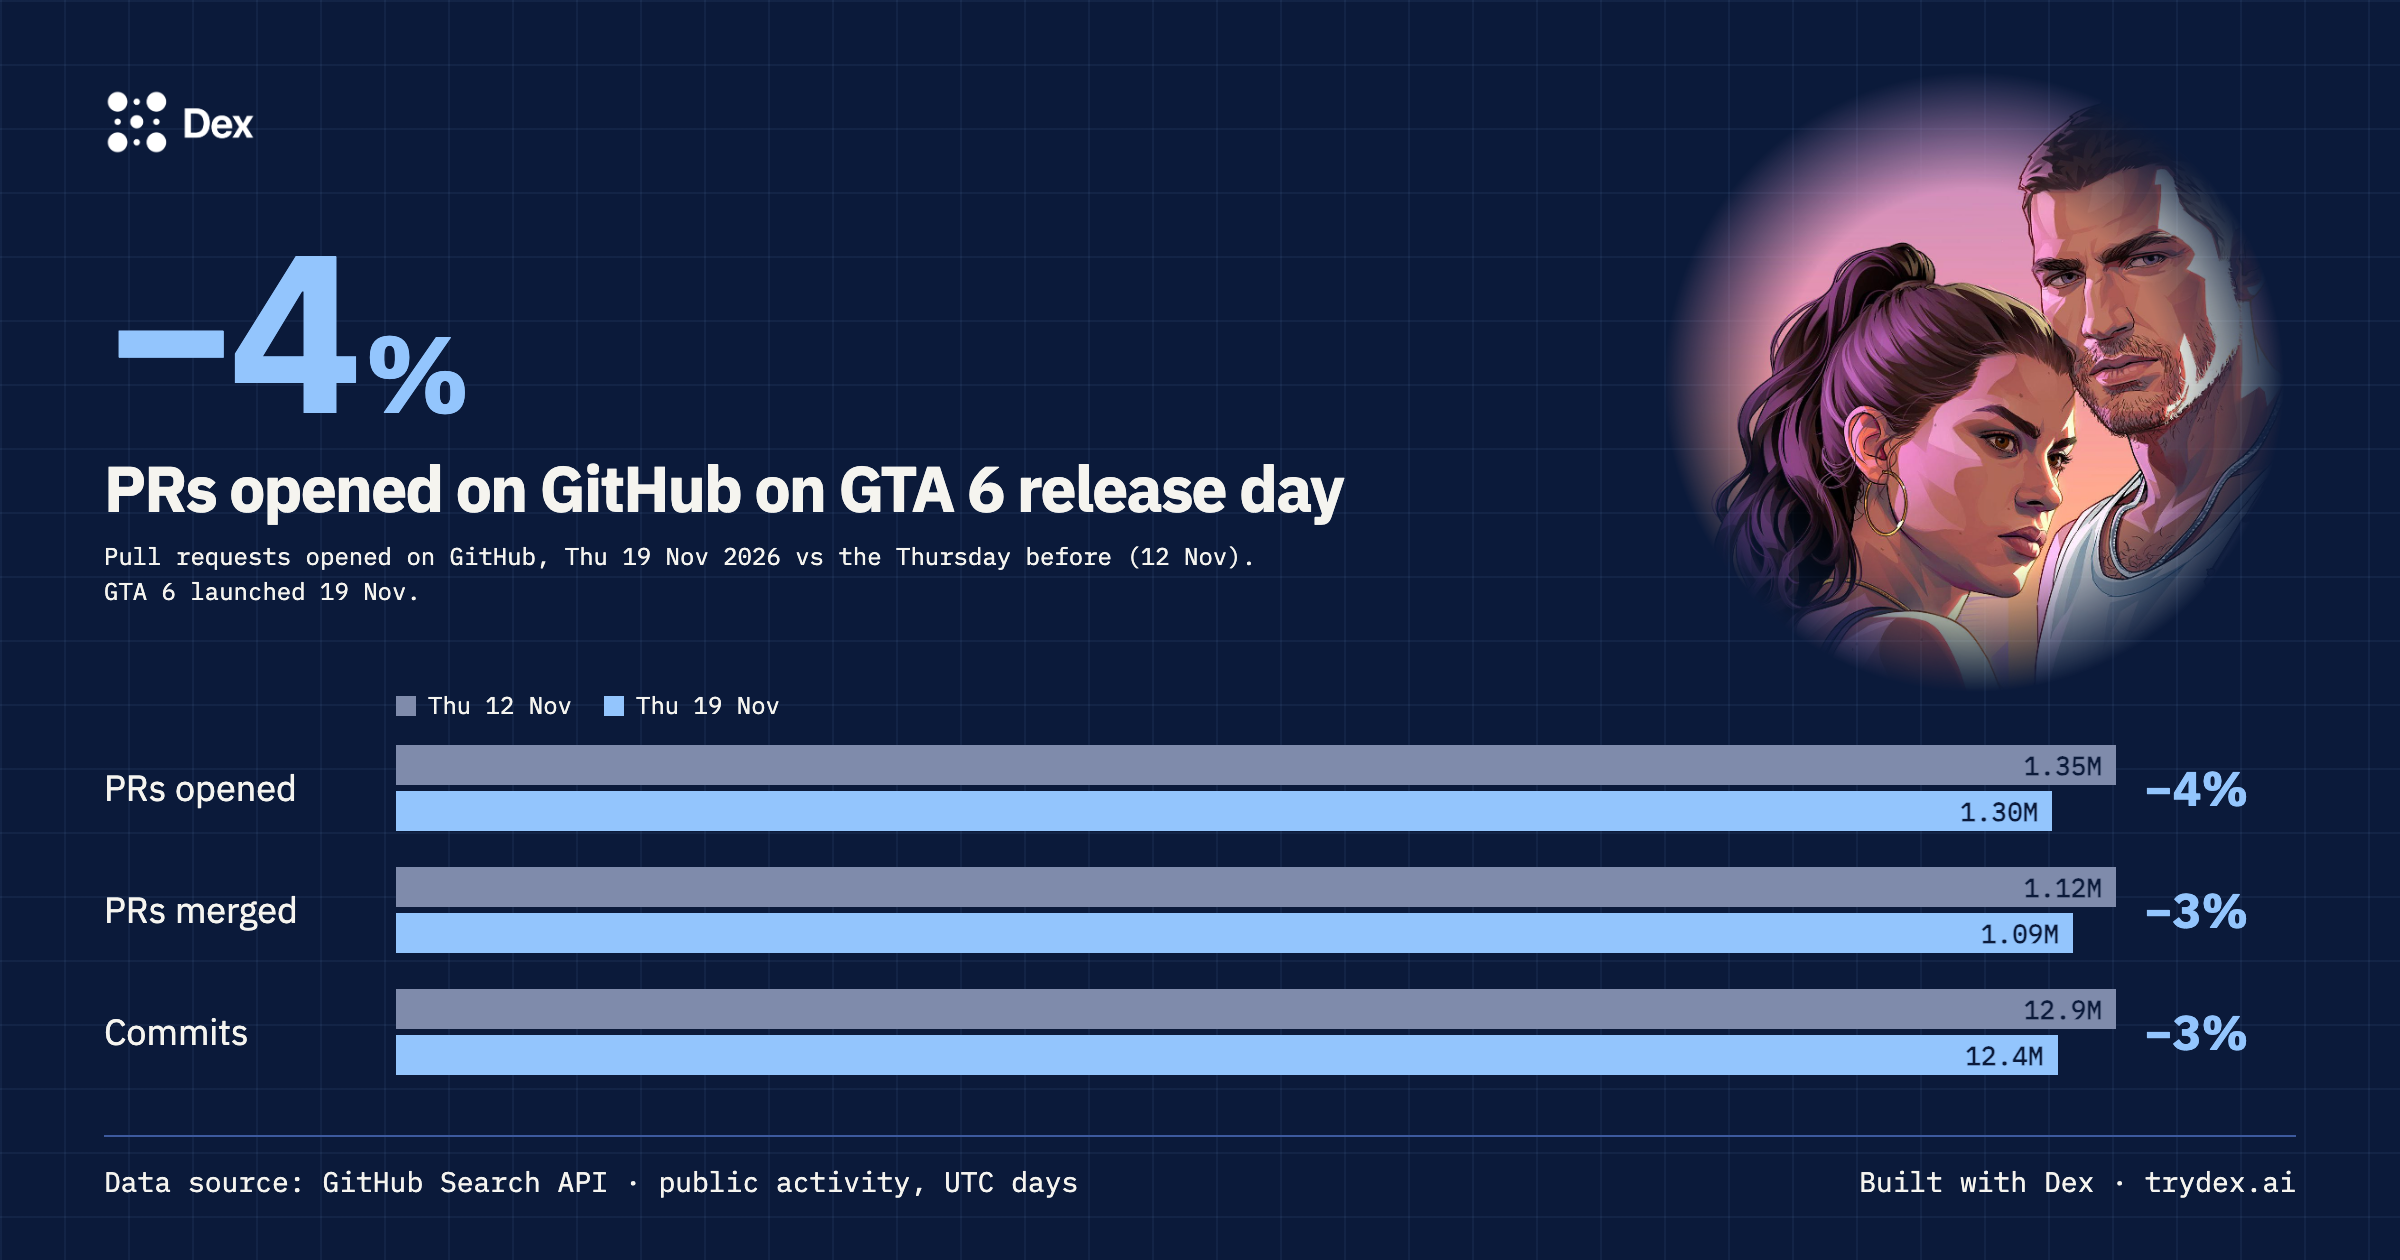 Dex
–4%
PRs opened on GitHub on GTA 6 release day
Pull requests opened on GitHub, Thu 19 Nov 2026 vs the Thursday before (12 Nov).
GTA 6 launched 19 Nov.
Thu 12 Nov Thu 19 Nov
PRs opened
1.35M
1.30M
–4%
PRs merged
1.12M
1.09M
–3%
Commits
12.9M
12.4M
–3%
Data source: GitHub Search API · public activity, UTC days
Built with Dex · trydex.ai